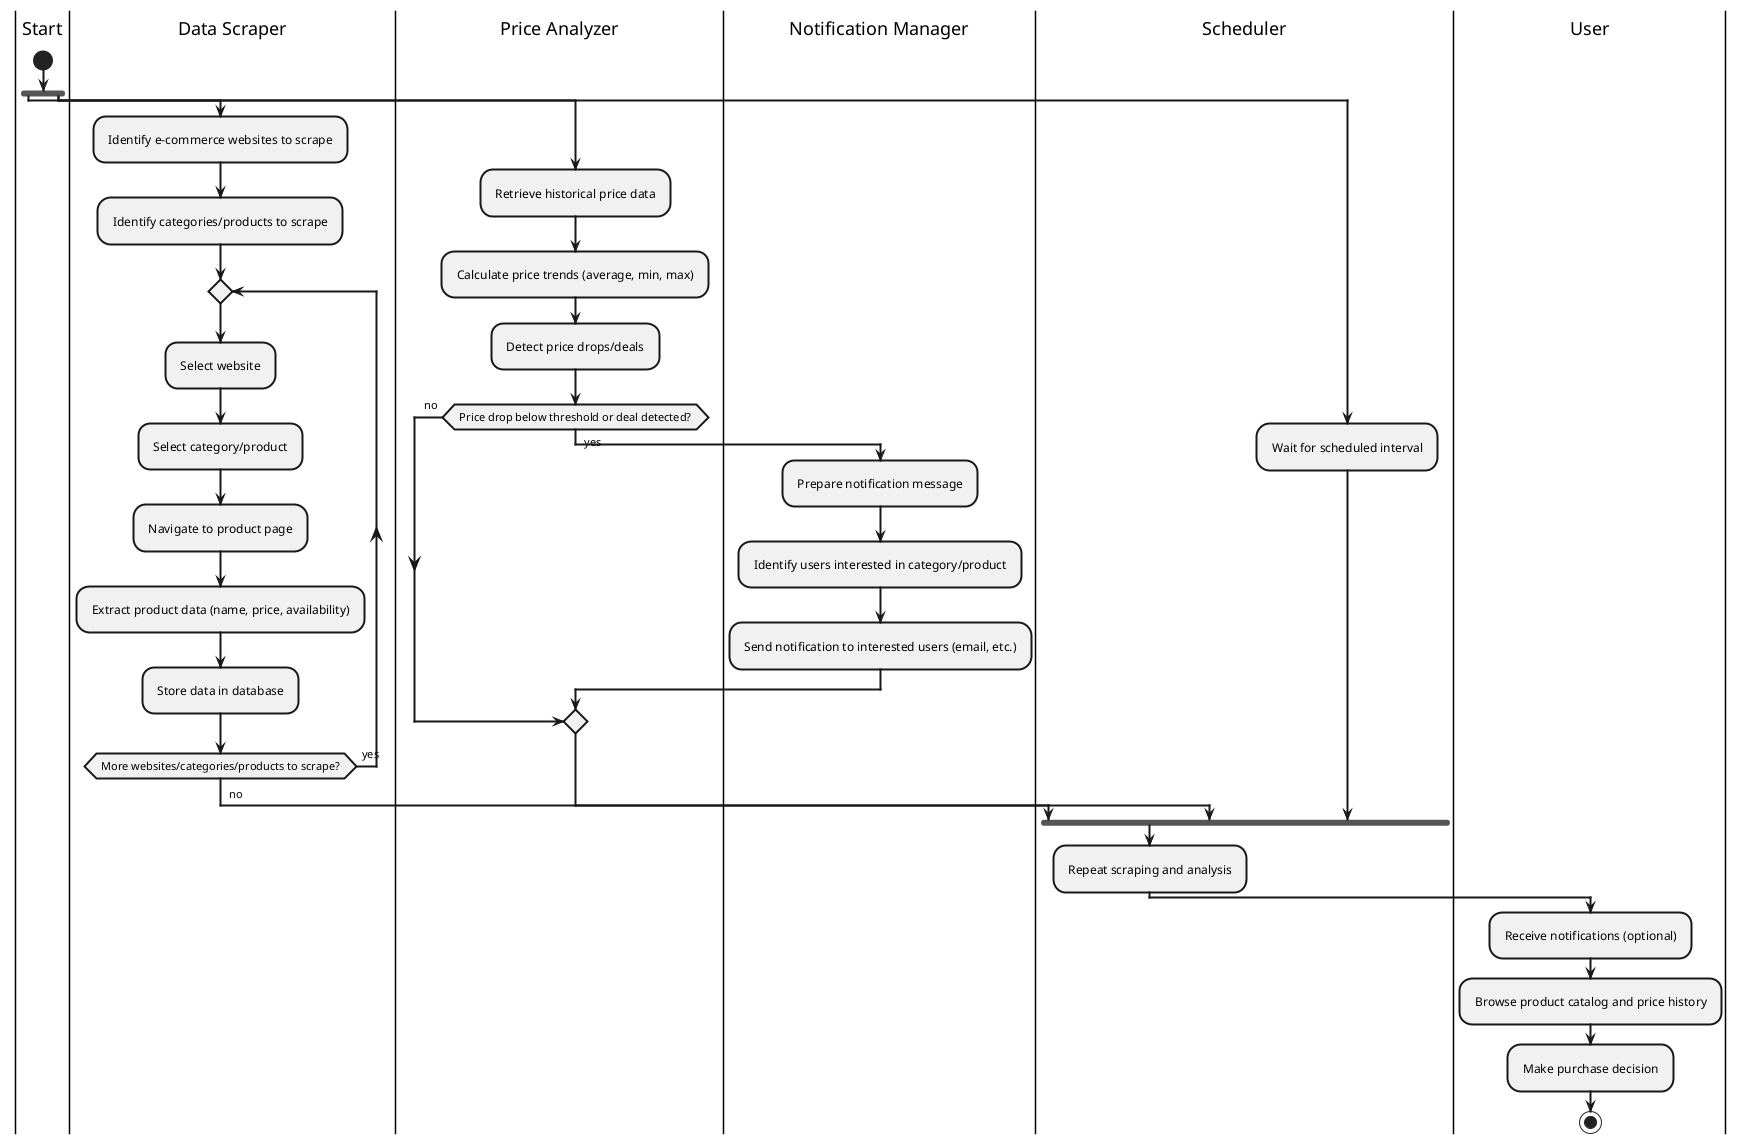 Start
Data Scraper
Price Analyzer
Notification Manager
Scheduler
User
Identify e-commerce websites to scrape
Identify categories/products to scrape
Select website
Select category/product
Navigate to product page
Extract product data (name, price, availability)
Store data in database
More websites/categories/products to scrape?
yes
no
Retrieve historical price data
Calculate price trends (average, min, max)
Detect price drops/deals
Price drop below threshold or deal detected?
no
yes
Prepare notification message
Identify users interested in category/product
Send notification to interested users (email, etc.)
Wait for scheduled interval
Repeat scraping and analysis
Receive notifications (optional)
Browse product catalog and price history
Make purchase decision